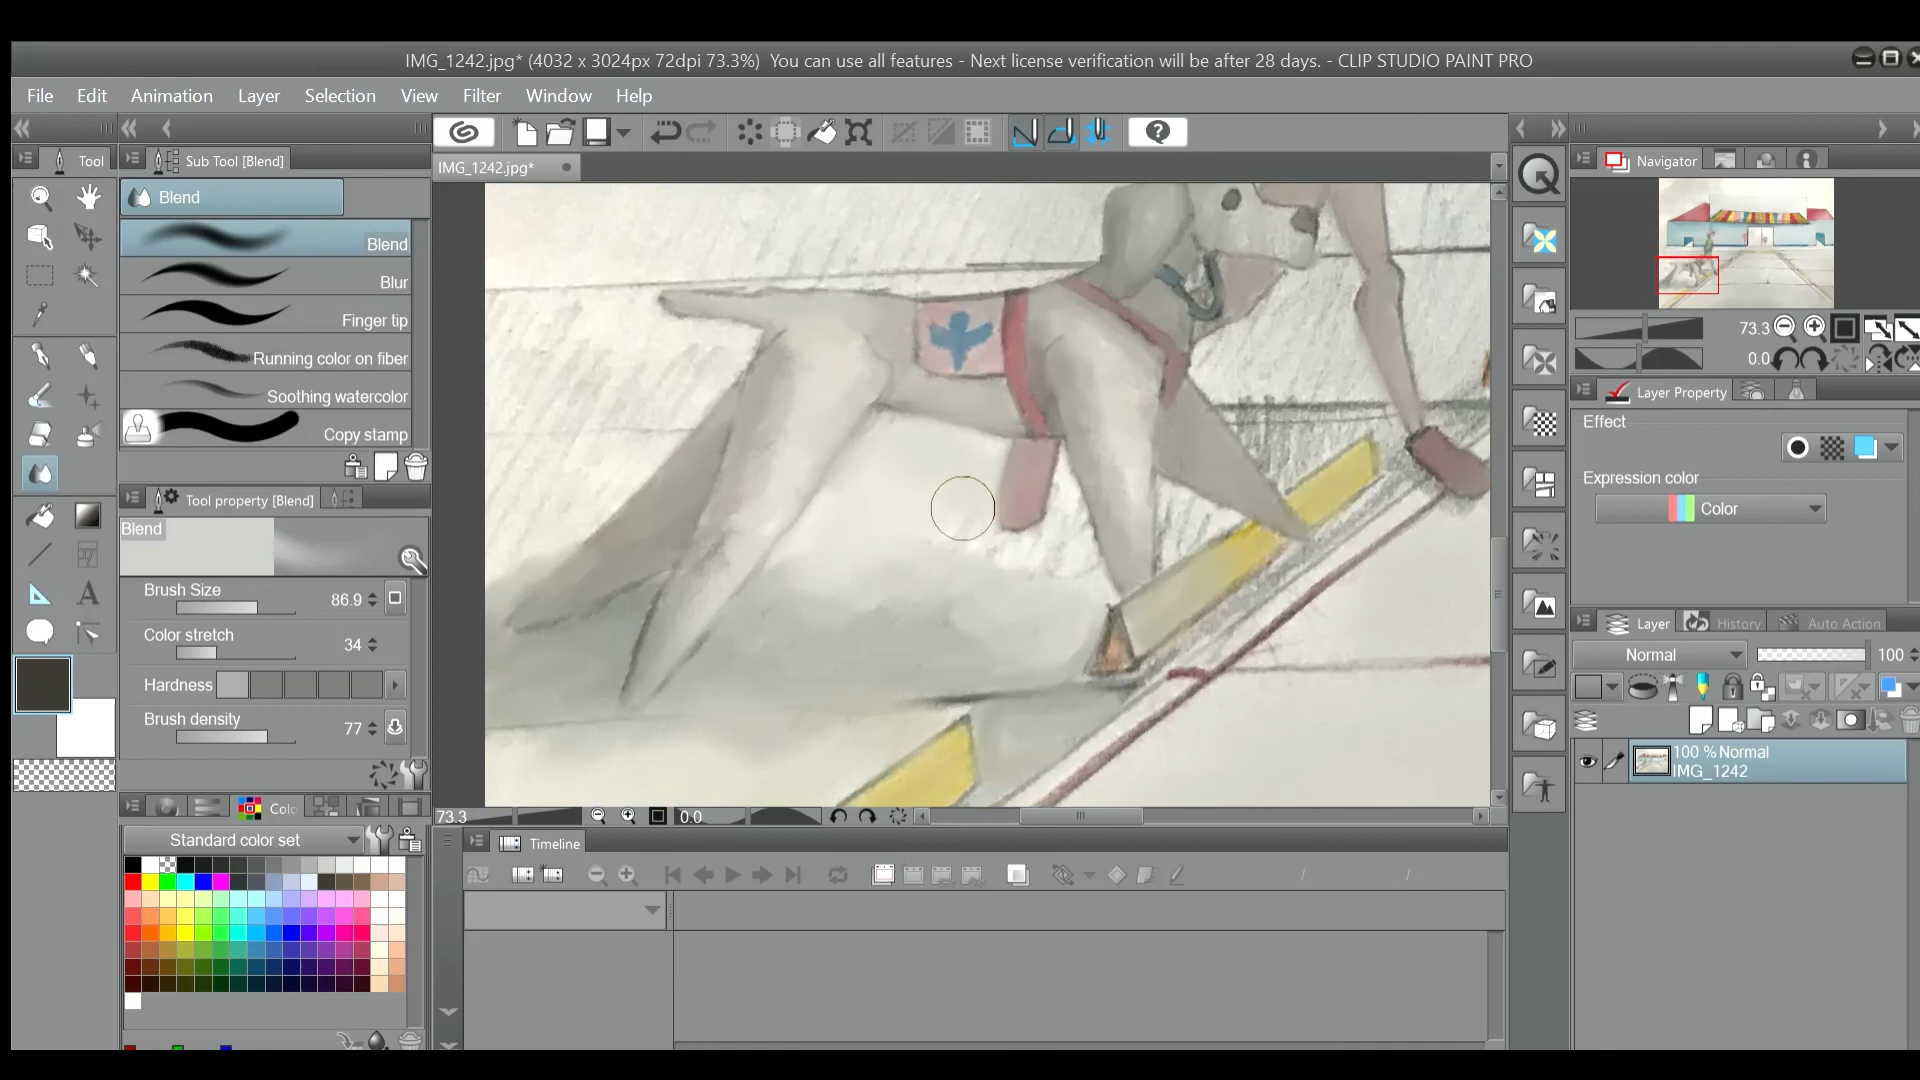 IMG_1242.jpg* (4032 x 3024px 72dpi 73.3%)  You can use all features - Next license verification will be after 28 days. - CLIP STUDIO PAINT PRO
File Edit Animation Layer Selection View Filter Window Help
Tool
Sub Tool [Blend]
IMG_1242.jpg*
Navigator
Blend
Blend
Blur
Finger tip
Running color on fiber
Soothing watercolor
Copy stamp
73.3
0.0
Layer Property
Effect
Expression color
Color
Tool property [Blend]
Blend
Brush Size 86.9
Color stretch 34
Hardness
Brush density 77
Layer History Auto Action
Normal 100
100 % Normal
IMG_1242
Colo
Standard color set
73.3 0.0
Timeline